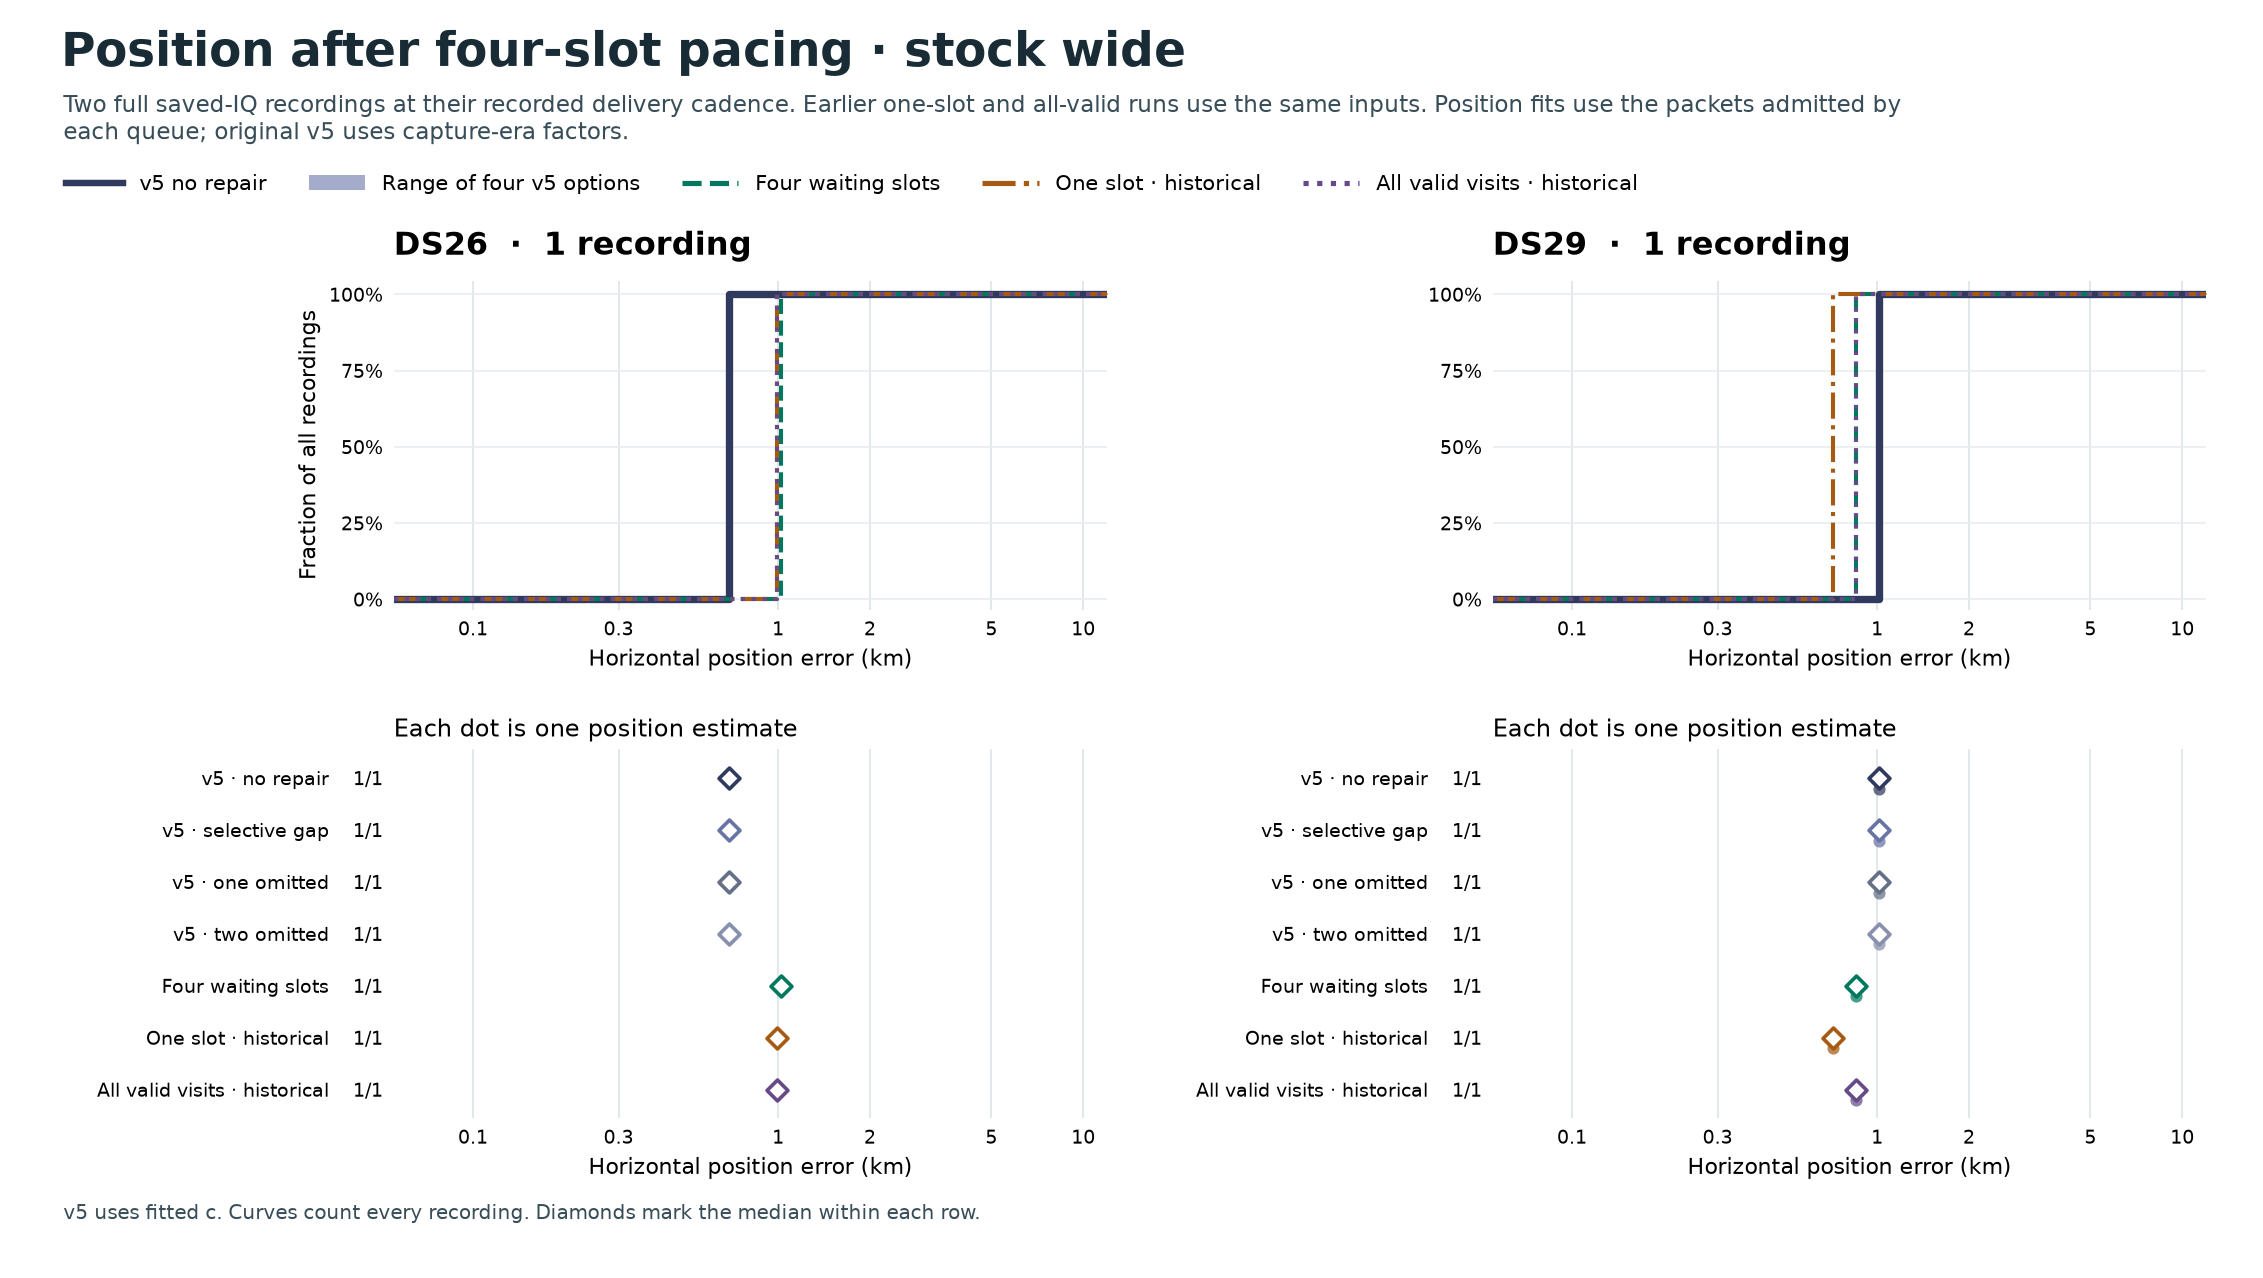 Position after four-slot pacing · stock wide
Two full saved-IQ recordings at their recorded delivery cadence. Earlier one-slot and all-valid runs use the same inputs. Position fits use the packets admitted by
each queue; original v5 uses capture-era factors.
v5 no repair
Range of four v5 options
Four waiting slots
One slot · historical
All valid visits · historical
DS26 · 1 recording
Fraction of all recordings
100%
75%
50%
25%
0%
0.1 0.3 1 2 5 10
Horizontal position error (km)
DS29 · 1 recording
100%
75%
50%
25%
0%
0.1 0.3 1 2 5 10
Horizontal position error (km)
Each dot is one position estimate
v5 · no repair 1/1
v5 · selective gap 1/1
v5 · one omitted 1/1
v5 · two omitted 1/1
Four waiting slots 1/1
One slot · historical 1/1
All valid visits · historical 1/1
0.1 0.3 1 2 5 10
Horizontal position error (km)
Each dot is one position estimate
v5 · no repair 1/1
v5 · selective gap 1/1
v5 · one omitted 1/1
v5 · two omitted 1/1
Four waiting slots 1/1
One slot · historical 1/1
All valid visits · historical 1/1
0.1 0.3 1 2 5 10
Horizontal position error (km)
v5 uses fitted c. Curves count every recording. Diamonds mark the median within each row.